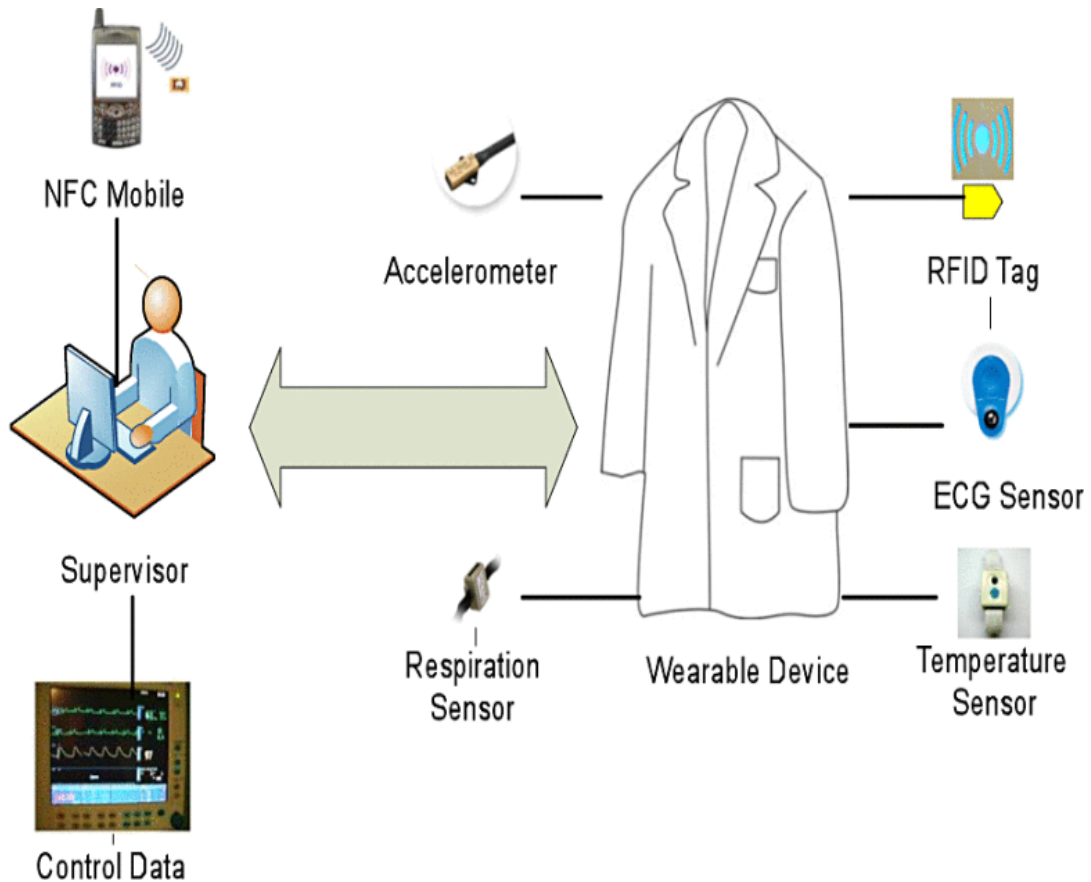 NFC Mobile
Accelerometer
RFID Tag
ECG Sensor
Supervisor
Respiration
Sensor
Wearable Device
Temperature
Sensor
Control Data